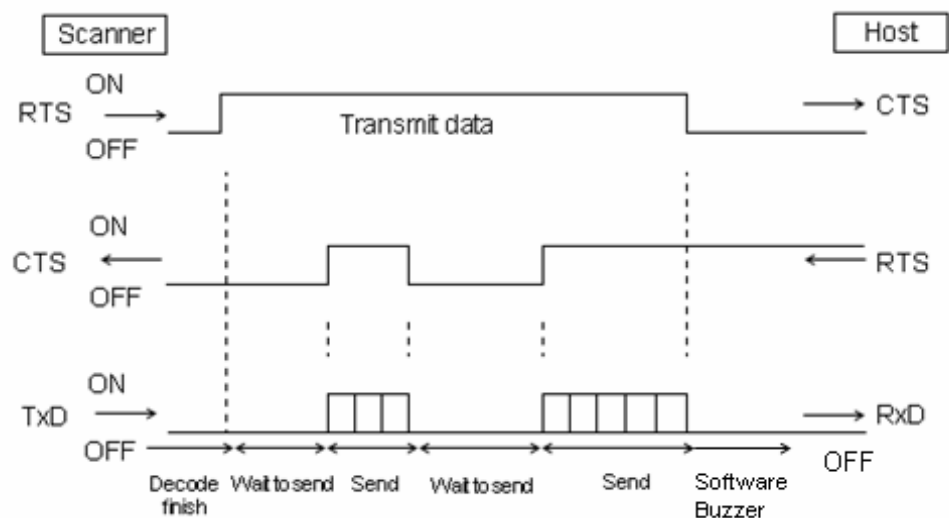 Scanner
Host
ON
RTS
CTS
OFF
Transmit data
ON
CTS
RTS
OFF
ON
TxD
RxD
OFF
OFF
Decode
finish
Wait to send
Send
Wait to send
Send
Software
Buzzer